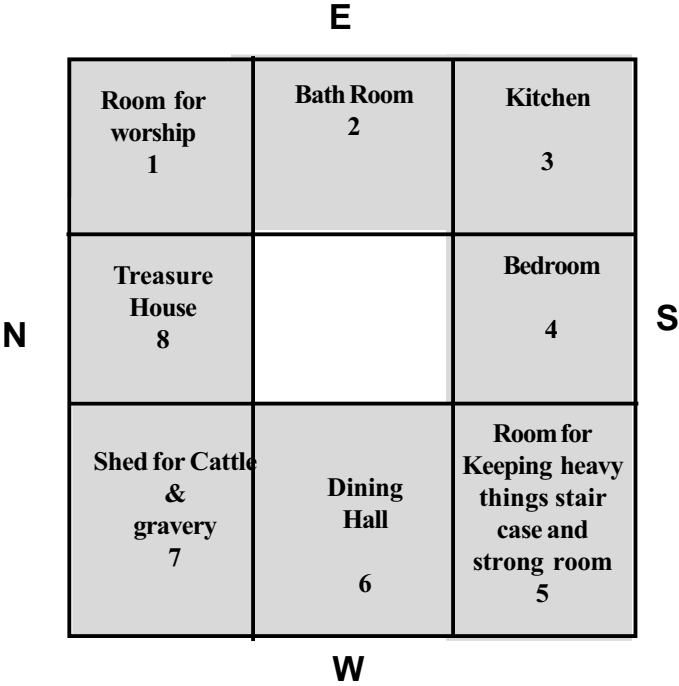 E
Room for
worship
1
Bath Room
2
Kitchen
3
N
Treasure
House
8
Bedroom
4
S
Shed for Cattle
&
gravery
7
Dining
Hall
6
Room for
Keeping heavy
things stair
case and
strong room
5
W